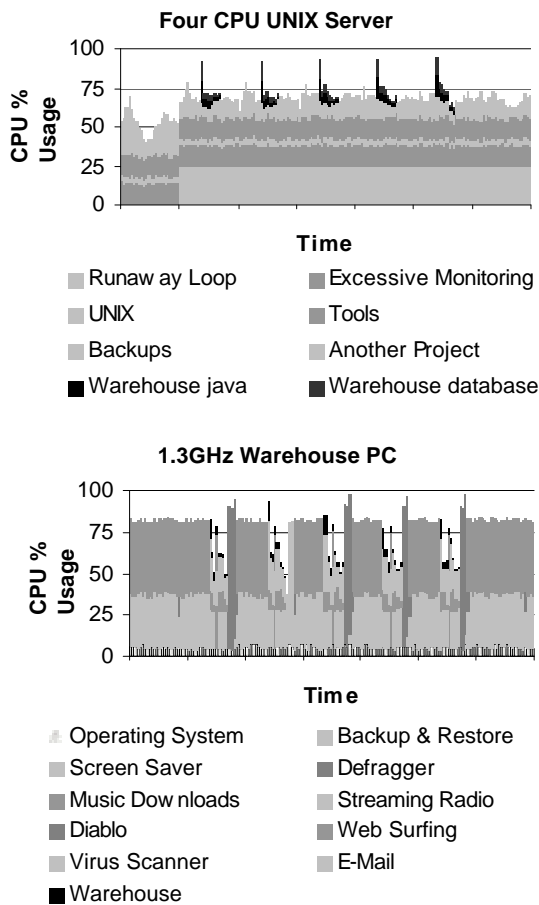 Four CPU UNIX Server
100
75
50
25
0
CPU %
Usage
Time
Runaw ay Loop
Excessive Monitoring
UNIX
Tools
Backups
Another Project
Warehouse java
Warehouse database
1.3GHz Warehouse PC
100
75
50
25
0
CPU %
Usage
Time
Operating System
Backup & Restore
Screen Saver
Defragger
Music Dow nloads
Streaming Radio
Diablo
Web Surfing
Virus Scanner
E-Mail
Warehouse